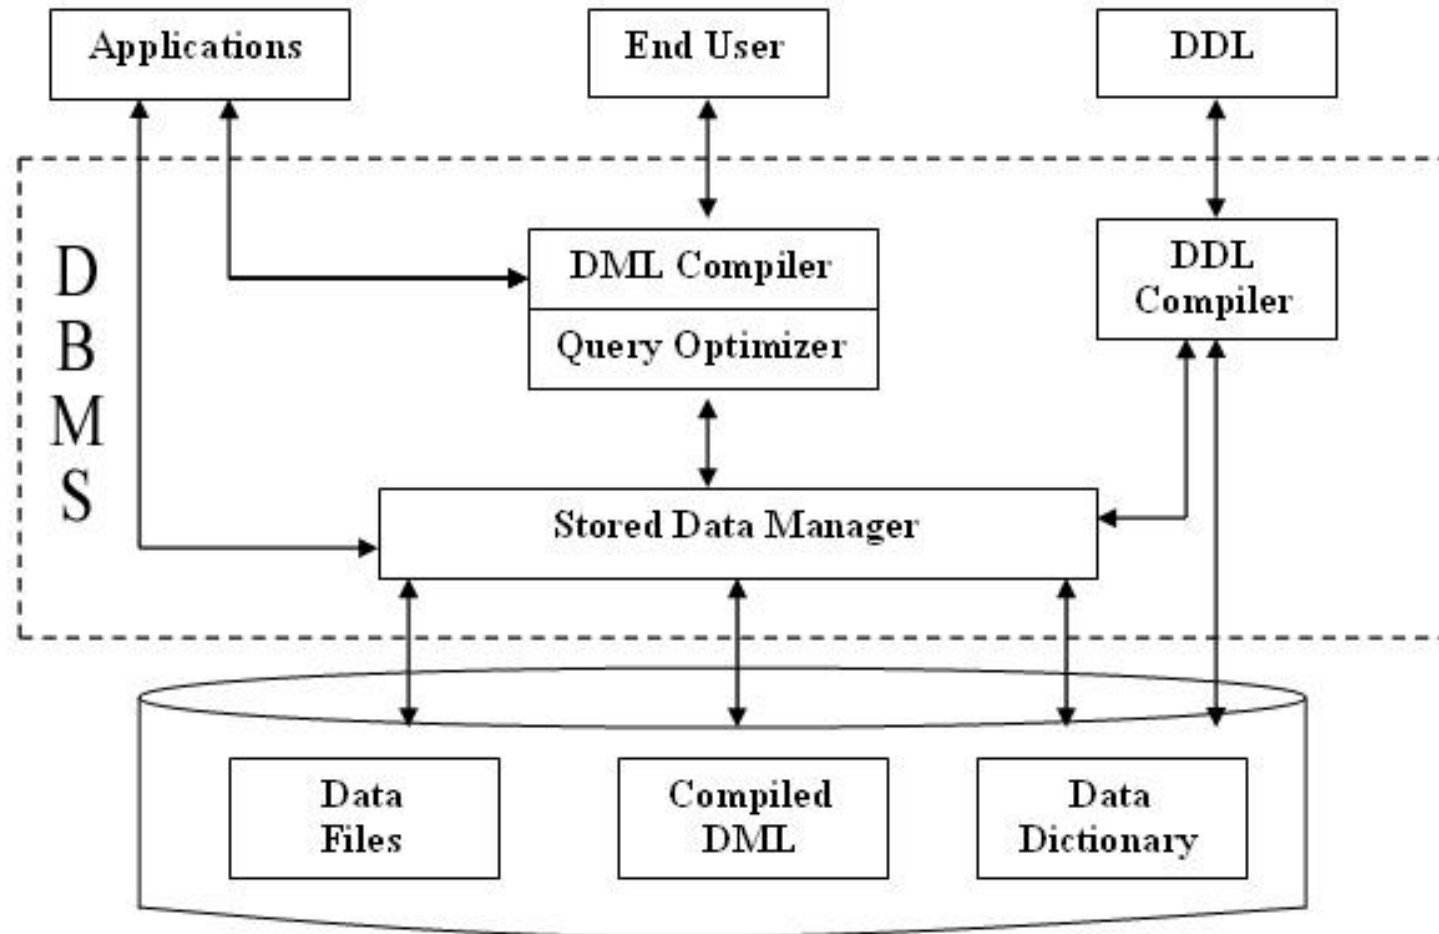 Applications
End User
DDL
D
B
M
S
DML Compiler
Query Optimizer
DDL
Compiler
Stored Data Manager
Data
Files
Compiled
DML
Data
Dictionary